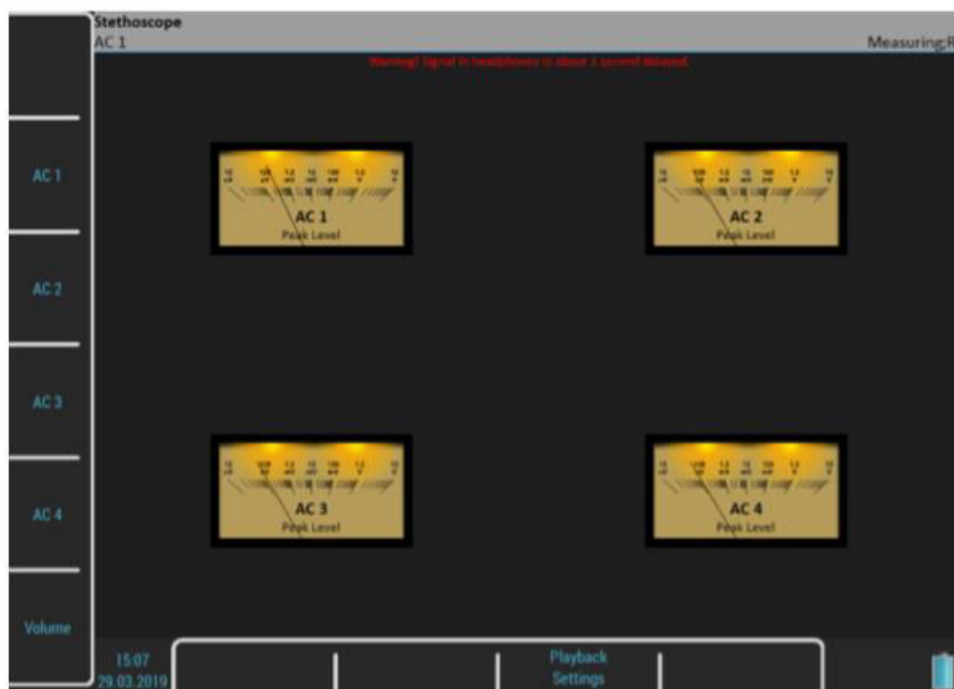 Stethoscope
AC 1
Measuring;R
Warning! Signal in headphones is about 1 second delayed.
AC 1
AC 2
AC 3
AC 4
Volume
AC 1
Peak Level
AC 2
Peak Level
AC 3
Peak Level
AC 4
Peak Level
15:07
29.03.2019
Playback
Settings